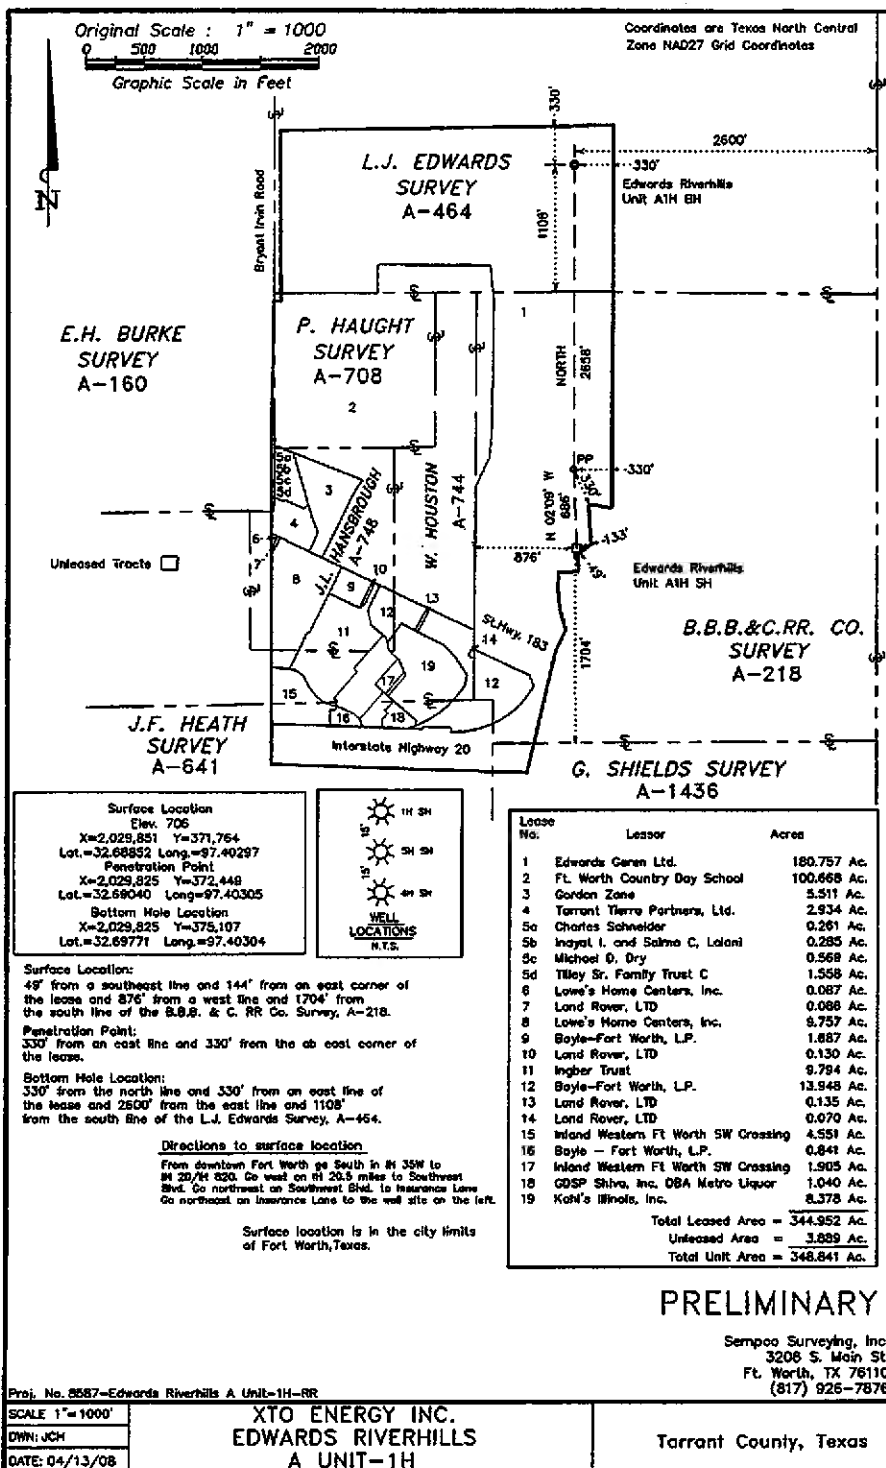 Original Scale : 1" = 1000
0 500 1000 2000
Graphic Scale in Feet
Coordinates are Texas North Central
Zone NAD27 Grid Coordinates
N
Bryant Irvin Road
L.J. EDWARDS
SURVEY
A-464
330'
2600'
330'
Edwards Riverhills
Unit A1H BH
1108'
E.H. BURKE
SURVEY
A-160
P. HAUGHT
SURVEY
A-708
1
2
NORTH
2658'
PP
330'
330'
N 02'09" W
686'
5a
5b
5c
5d
3
4
J.L. HANSBROUGH
A-748
W. HOUSTON
A-744
6
7
8
9
10
11
12
13
14
St.Hwy. 183
Unleased Tracts
876'
133'
49'
Edwards Riverhills
Unit A1H SH
1704'
B.B.B.&C.RR. CO.
SURVEY
A-218
15
16
17
18
19
12
Interstate Highway 20
J.F. HEATH
SURVEY
A-641
G. SHIELDS SURVEY
A-1436
Surface Location
Elev. 706
X=2,029,851 Y=371,764
Lat.=32.68852 Long.=97.40297
Penetration Point
X=2,029,825 Y=372,449
Lat.=32.69040 Long=97.40305
Bottom Hole Location
X=2,029,825 Y=375,107
Lat.=32.69771 Long.=97.40304
1H SH
15'
5H SH
15'
4H SH
WELL
LOCATIONS
N.T.S.
Lease No. Lessor Acres
1 Edwards Geren Ltd. 180.757 Ac.
2 Ft. Worth Country Day School 100.668 Ac.
3 Gordon Zone 5.511 Ac.
4 Tarrant Tierra Partners, Ltd. 2.934 Ac.
5a Charles Schneider 0.261 Ac.
5b Inayat I. and Salma C, Lalani 0.285 Ac.
5c Michael D. Dry 0.569 Ac.
5d Tilley Sr. Family Trust C 1.558 Ac.
6 Lowe's Home Centers, Inc. 0.087 Ac.
7 Land Rover, LTD 0.086 Ac.
8 Lowe's Home Centers, Inc. 9.757 Ac.
9 Boyle-Fort Worth, L.P. 1.687 Ac.
10 Land Rover, LTD 0.130 Ac.
11 Ingber Trust 9.794 Ac.
12 Boyle-Fort Worth, L.P. 13.948 Ac.
13 Land Rover, LTD 0.135 Ac.
14 Land Rover, LTD 0.070 Ac.
15 Inland Western Ft Worth SW Crossing 4.551 Ac.
16 Boyle - Fort Worth, L.P. 0.841 Ac.
17 Inland Western Ft Worth SW Crossing 1.905 Ac.
18 GDSP Shiva, Inc. DBA Metro Liquor 1.040 Ac.
19 Kohl's Illinois, Inc. 8.378 Ac.
Total Leased Area = 344.952 Ac.
Unleased Area = 3.889 Ac.
Total Unit Area = 348.841 Ac.
Surface Location:
49' from a southeast line and 144' from an east corner of
the lease and 876' from a west line and 1704' from
the south line of the B.B.B. & C. RR Co. Survey, A-218.
Penetration Point:
330' from an east line and 330' from the ab east corner of
the lease.
Bottom Hole Location:
330' from the north line and 330' from an east line of
the lease and 2600' from the east line and 1108'
from the south line of the L.J. Edwards Survey, A-464.
Directions to surface location
From downtown Fort Worth go South in IH 35W to
IH 20/IH 820. Go west on IH 20.5 miles to Southwest
Blvd. Go northwest on Southwest Blvd. to Insurance Lane
Go northeast on Insurance Lane to the well site on the left.
Surface location is in the city limits
of Fort Worth,Texas.
PRELIMINARY
Sempco Surveying, Inc
3208 S. Main St
Ft. Worth, TX 76110
(817) 926-7876
Proj. No. 8587-Edwards Riverhills A Unit-1H-RR
SCALE 1"=1000'
DWN: JCH
DATE: 04/13/08
XTO ENERGY INC.
EDWARDS RIVERHILLS
A UNIT-1H
Tarrant County, Texas